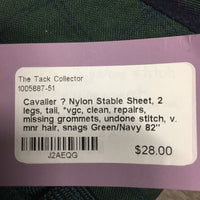 The Tack Collector
1005887-51
Cavalier ? Nylon Stable Sheet, 2
legs, tail, *vgc, clean, repairs,
missing grommets, undone stitch, v.
mnr hair, snags Green/Navy 82"
J2AEQG
$28.00